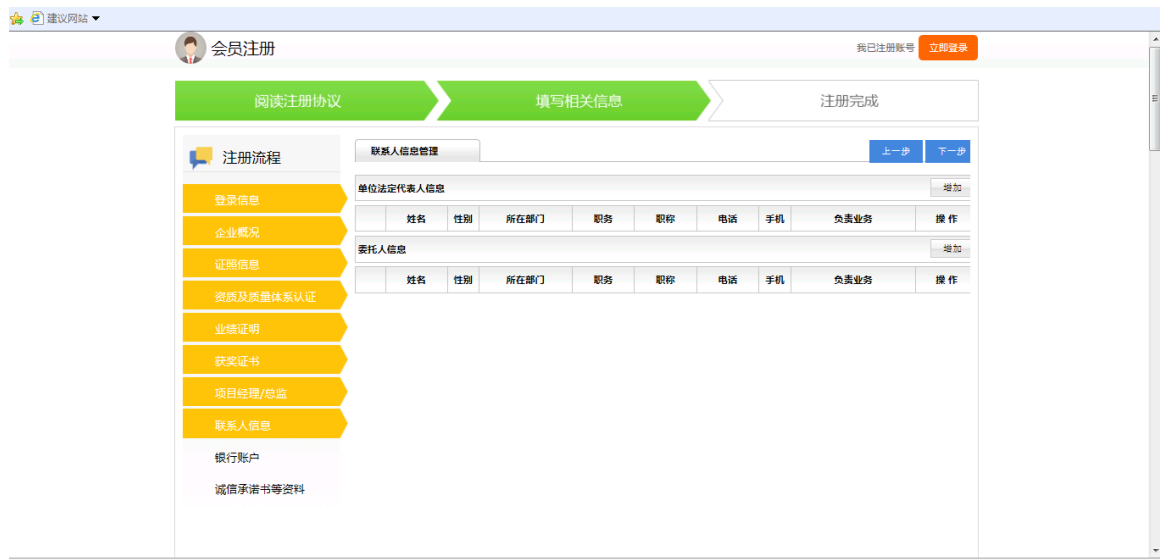 建议网站
会员注册
我已注册账号 立即登录
阅读注册协议 填写相关信息 注册完成
注册流程
联系人信息管理 上一步 下一步
登录信息
企业概况
证照信息
资质及质量体系认证
业绩证明
获奖证书
项目经理/总监
联系人信息
银行账户
诚信承诺书等资料
单位法定代表人信息 增加
姓名 性别 所在部门 职务 职称 电话 手机 负责业务 操作
委托人信息 增加
姓名 性别 所在部门 职务 职称 电话 手机 负责业务 操作